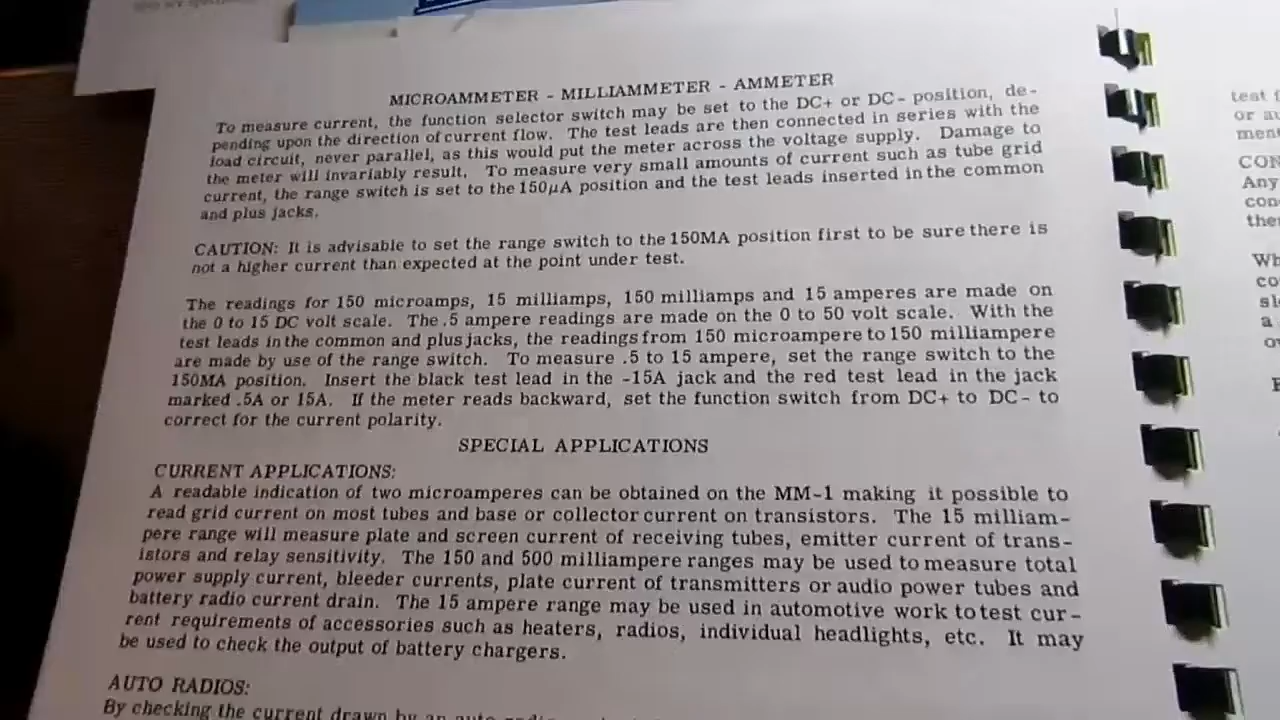 MICROAMMETER - MILLIAMMETER - AMMETER
To measure current, the function selector switch may be set to the DC+ or DC- position, de-
pending upon the direction of current flow. The test leads are then connected in series with the
load circuit, never parallel, as this would put the meter across the voltage supply. Damage to
the meter will invariably result. To measure very small amounts of current such as tube grid
current, the range switch is set to the 150µA position and the test leads inserted in the common
and plus jacks.
CAUTION: It is advisable to set the range switch to the 150MA position first to be sure there is
not a higher current than expected at the point under test.
The readings for 150 microamps, 15 milliamps, 150 milliamps and 15 amperes are made on
the 0 to 15 DC volt scale. The .5 ampere readings are made on the 0 to 50 volt scale. With the
test leads in the common and plus jacks, the readings from 150 microampere to 150 milliampere
are made by use of the range switch. To measure .5 to 15 ampere, set the range switch to the
150MA position. Insert the black test lead in the -15A jack and the red test lead in the jack
marked .5A or 15A. If the meter reads backward, set the function switch from DC+ to DC- to
correct for the current polarity.
SPECIAL APPLICATIONS
CURRENT APPLICATIONS:
A readable indication of two microamperes can be obtained on the MM-1 making it possible to
read grid current on most tubes and base or collector current on transistors. The 15 milliam-
pere range will measure plate and screen current of receiving tubes, emitter current of trans-
istors and relay sensitivity. The 150 and 500 milliampere ranges may be used to measure total
power supply current, bleeder currents, plate current of transmitters or audio power tubes and
battery radio current drain. The 15 ampere range may be used in automotive work to test cur-
rent requirements of accessories such as heaters, radios, individual headlights, etc. It may
be used to check the output of battery chargers.
AUTO RADIOS:
By checking the current drawn by an auto
test
or
CON
Any
the
Wh
a